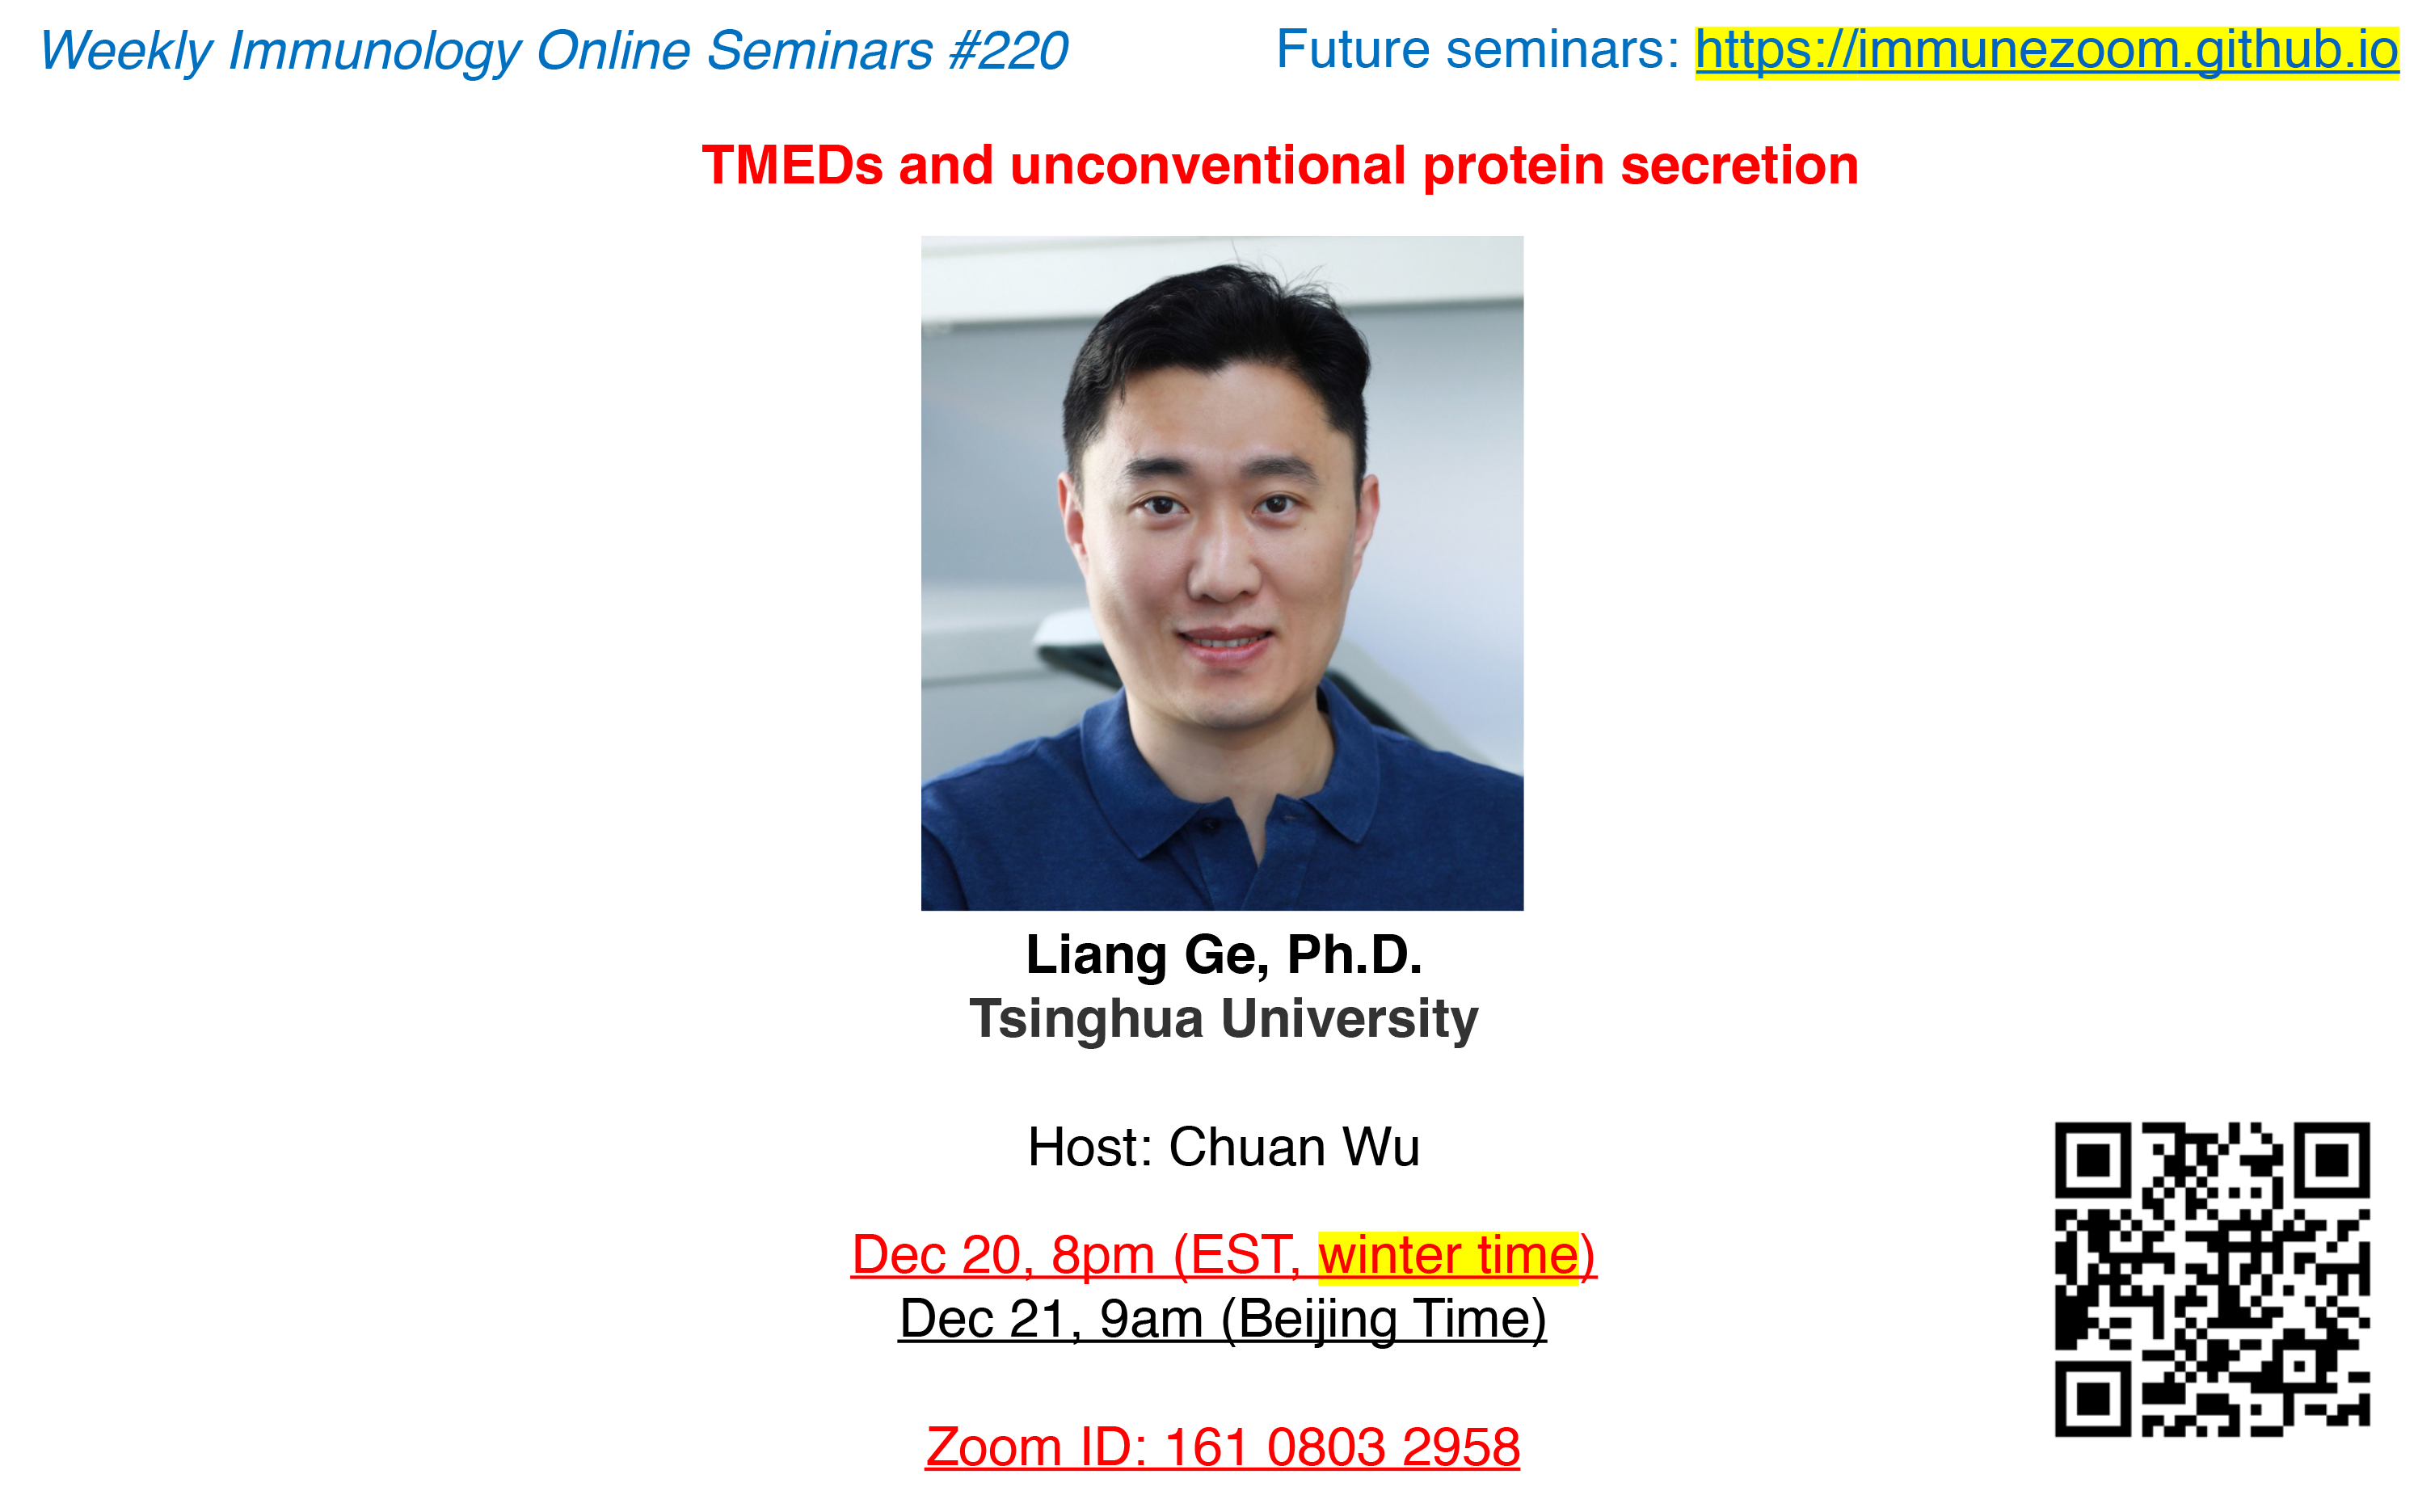 Weekly Immunology Online Seminars #220
Future seminars: https://immunezoom.github.io
TMEDs and unconventional protein secretion
Liang Ge, Ph.D.
Tsinghua University
Host: Chuan Wu
Dec 20, 8pm (EST, winter time)
Dec 21, 9am (Beijing Time)
Zoom ID: 161 0803 2958